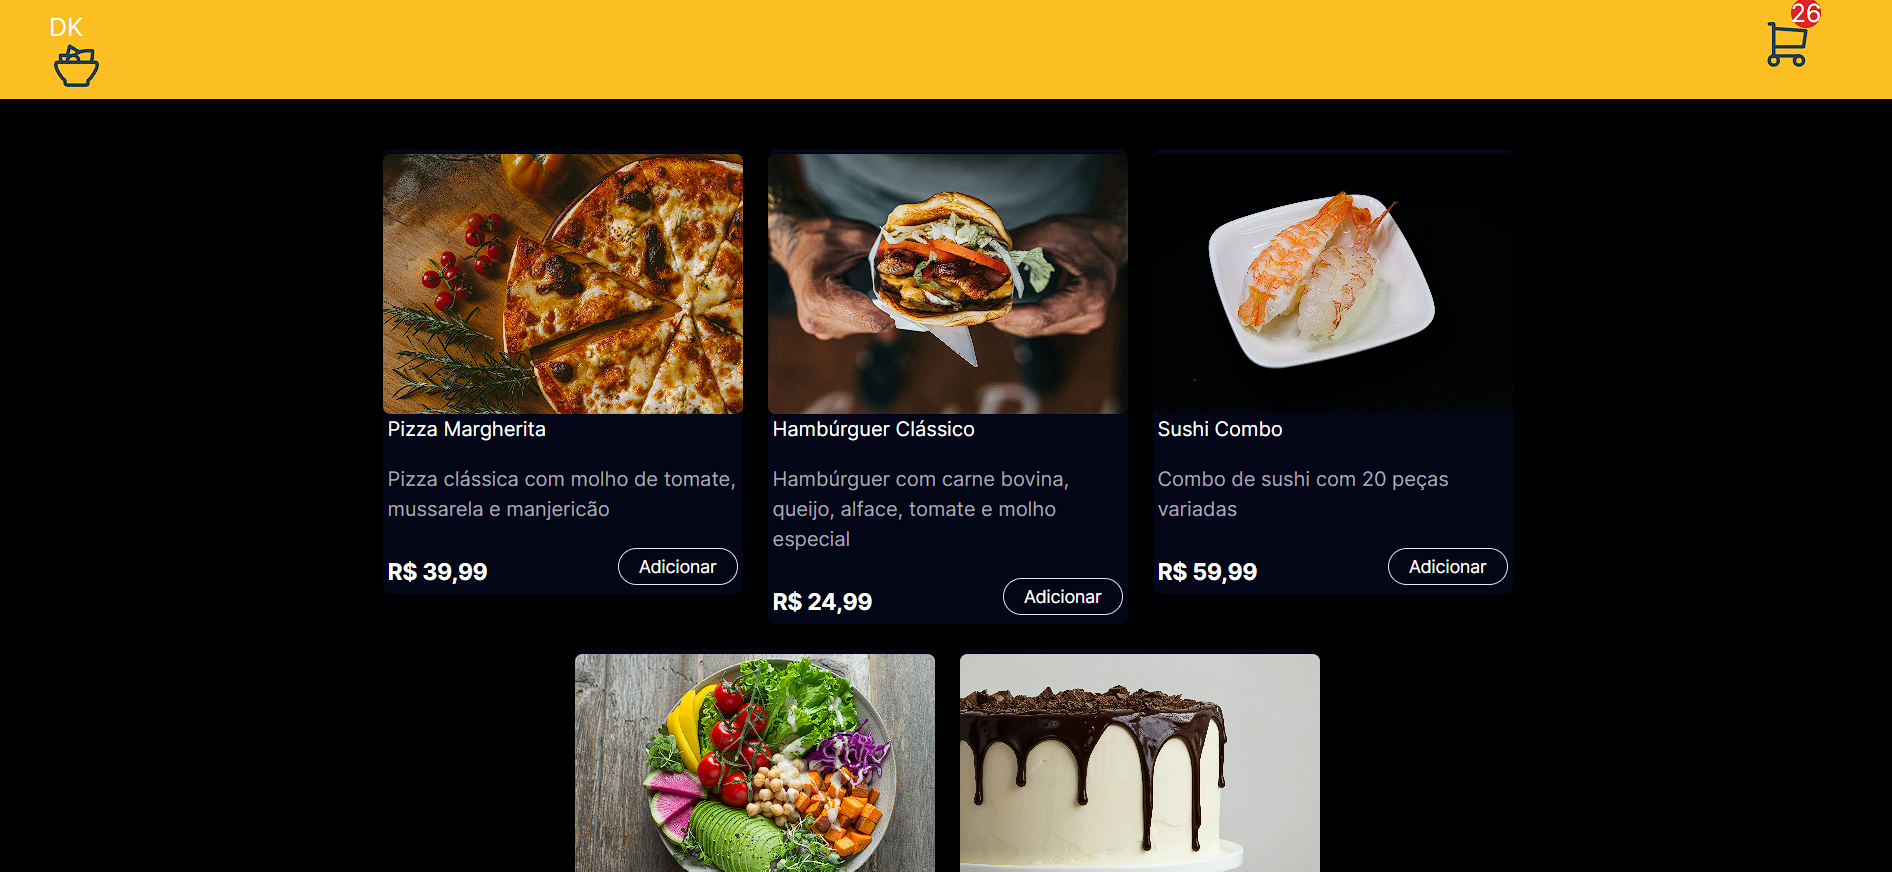 DK
26
Pizza Margherita
Pizza clássica com molho de tomate,
mussarela e manjericão
R$ 39,99
Adicionar
Hambúrguer Clássico
Hambúrguer com carne bovina,
queijo, alface, tomate e molho
especial
R$ 24,99
Adicionar
Sushi Combo
Combo de sushi com 20 peças
variadas
R$ 59,99
Adicionar